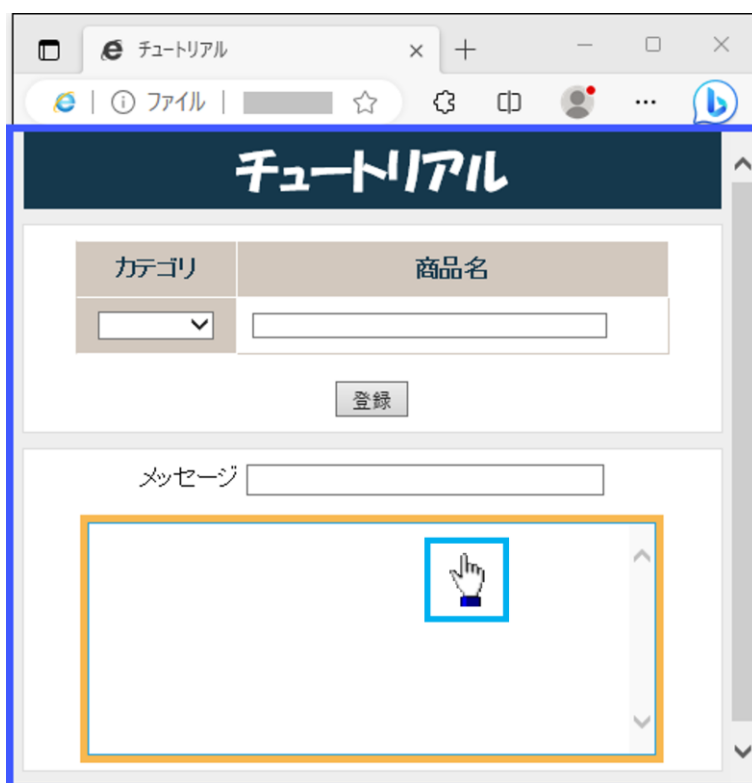 チュートリアル
ファイル
チュートリアル
カテゴリ 商品名
登録
メッセージ